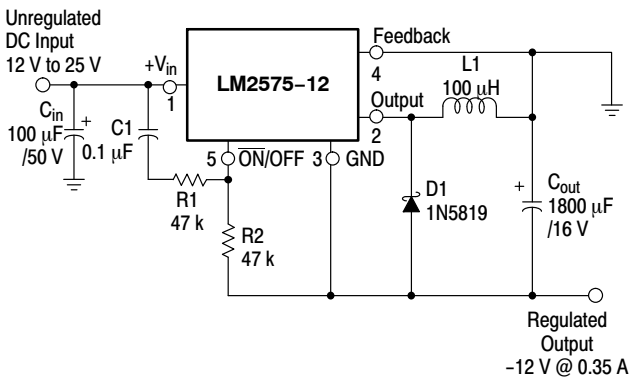 Unregulated
DC Input
12 V to 25 V
+Vin
1
LM2575-12
Feedback
4
L1
100 μH
Output
2
Cin
100 μF
/50 V
+
C1
0.1 μF
5
ON/OFF
3
GND
R1
47 k
R2
47 k
D1
1N5819
+
Cout
1800 μF
/16 V
Regulated
Output
–12 V @ 0.35 A